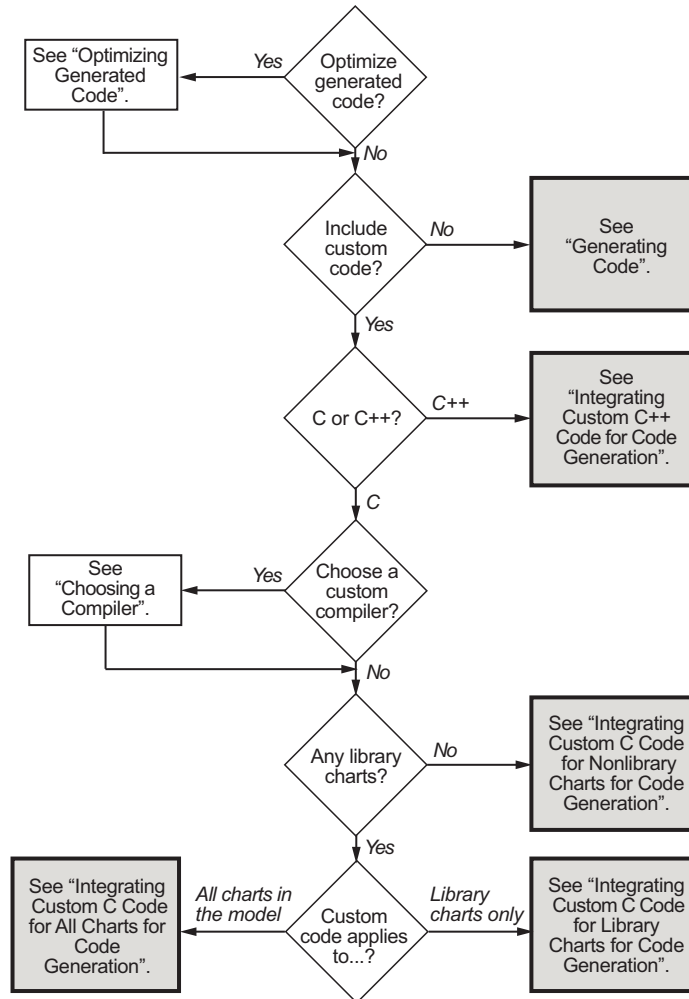 See “Optimizing
Generated
Code”.
Yes
Optimize
generated
code?
No
Include
custom
code?
No
See
“Generating
Code”.
Yes
C or C++?
C++
See
“Integrating
Custom C++
Code for Code
Generation”.
C
See
“Choosing a
Compiler”.
Yes
Choose a
custom
compiler?
No
Any library
charts?
No
See “Integrating
Custom C Code
for Nonlibrary
Charts for Code
Generation”.
Yes
See “Integrating
Custom C Code
for All Charts for
Code
Generation”.
All charts in
the model
Custom
code applies
to...?
Library
charts only
See “Integrating
Custom C Code
for Library
Charts for Code
Generation”.